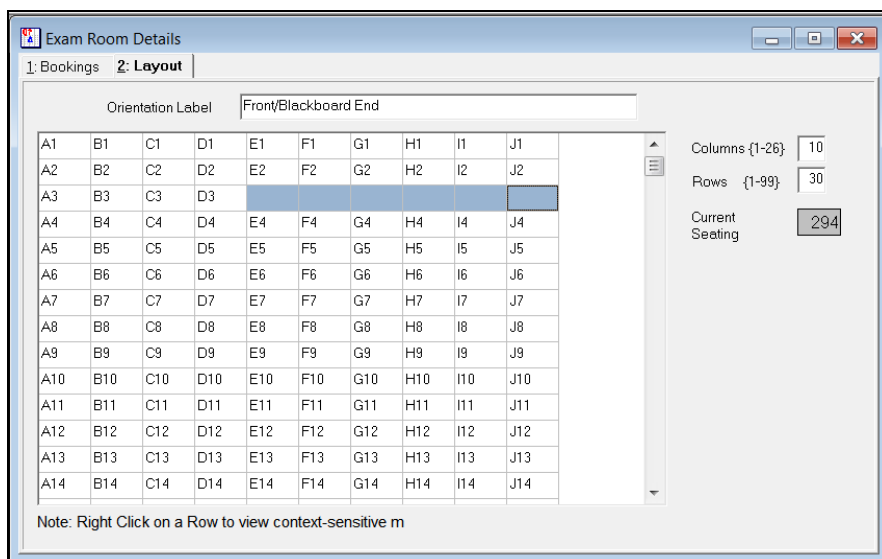 Exam Room Details
1: Bookings 2: Layout
Orientation Label Front/Blackboard End
A1 B1 C1 D1 E1 F1 G1 H1 I1 J1
Columns {1-26} 10
A2 B2 C2 D2 E2 F2 G2 H2 I2 J2
Rows {1-99} 30
A3 B3 C3 D3
A4 B4 C4 D4 E4 F4 G4 H4 I4 J4
Current
Seating 294
A5 B5 C5 D5 E5 F5 G5 H5 I5 J5
A6 B6 C6 D6 E6 F6 G6 H6 I6 J6
A7 B7 C7 D7 E7 F7 G7 H7 I7 J7
A8 B8 C8 D8 E8 F8 G8 H8 I8 J8
A9 B9 C9 D9 E9 F9 G9 H9 I9 J9
A10 B10 C10 D10 E10 F10 G10 H10 I10 J10
A11 B11 C11 D11 E11 F11 G11 H11 I11 J11
A12 B12 C12 D12 E12 F12 G12 H12 I12 J12
A13 B13 C13 D13 E13 F13 G13 H13 I13 J13
A14 B14 C14 D14 E14 F14 G14 H14 I14 J14
Note: Right Click on a Row to view context-sensitive m